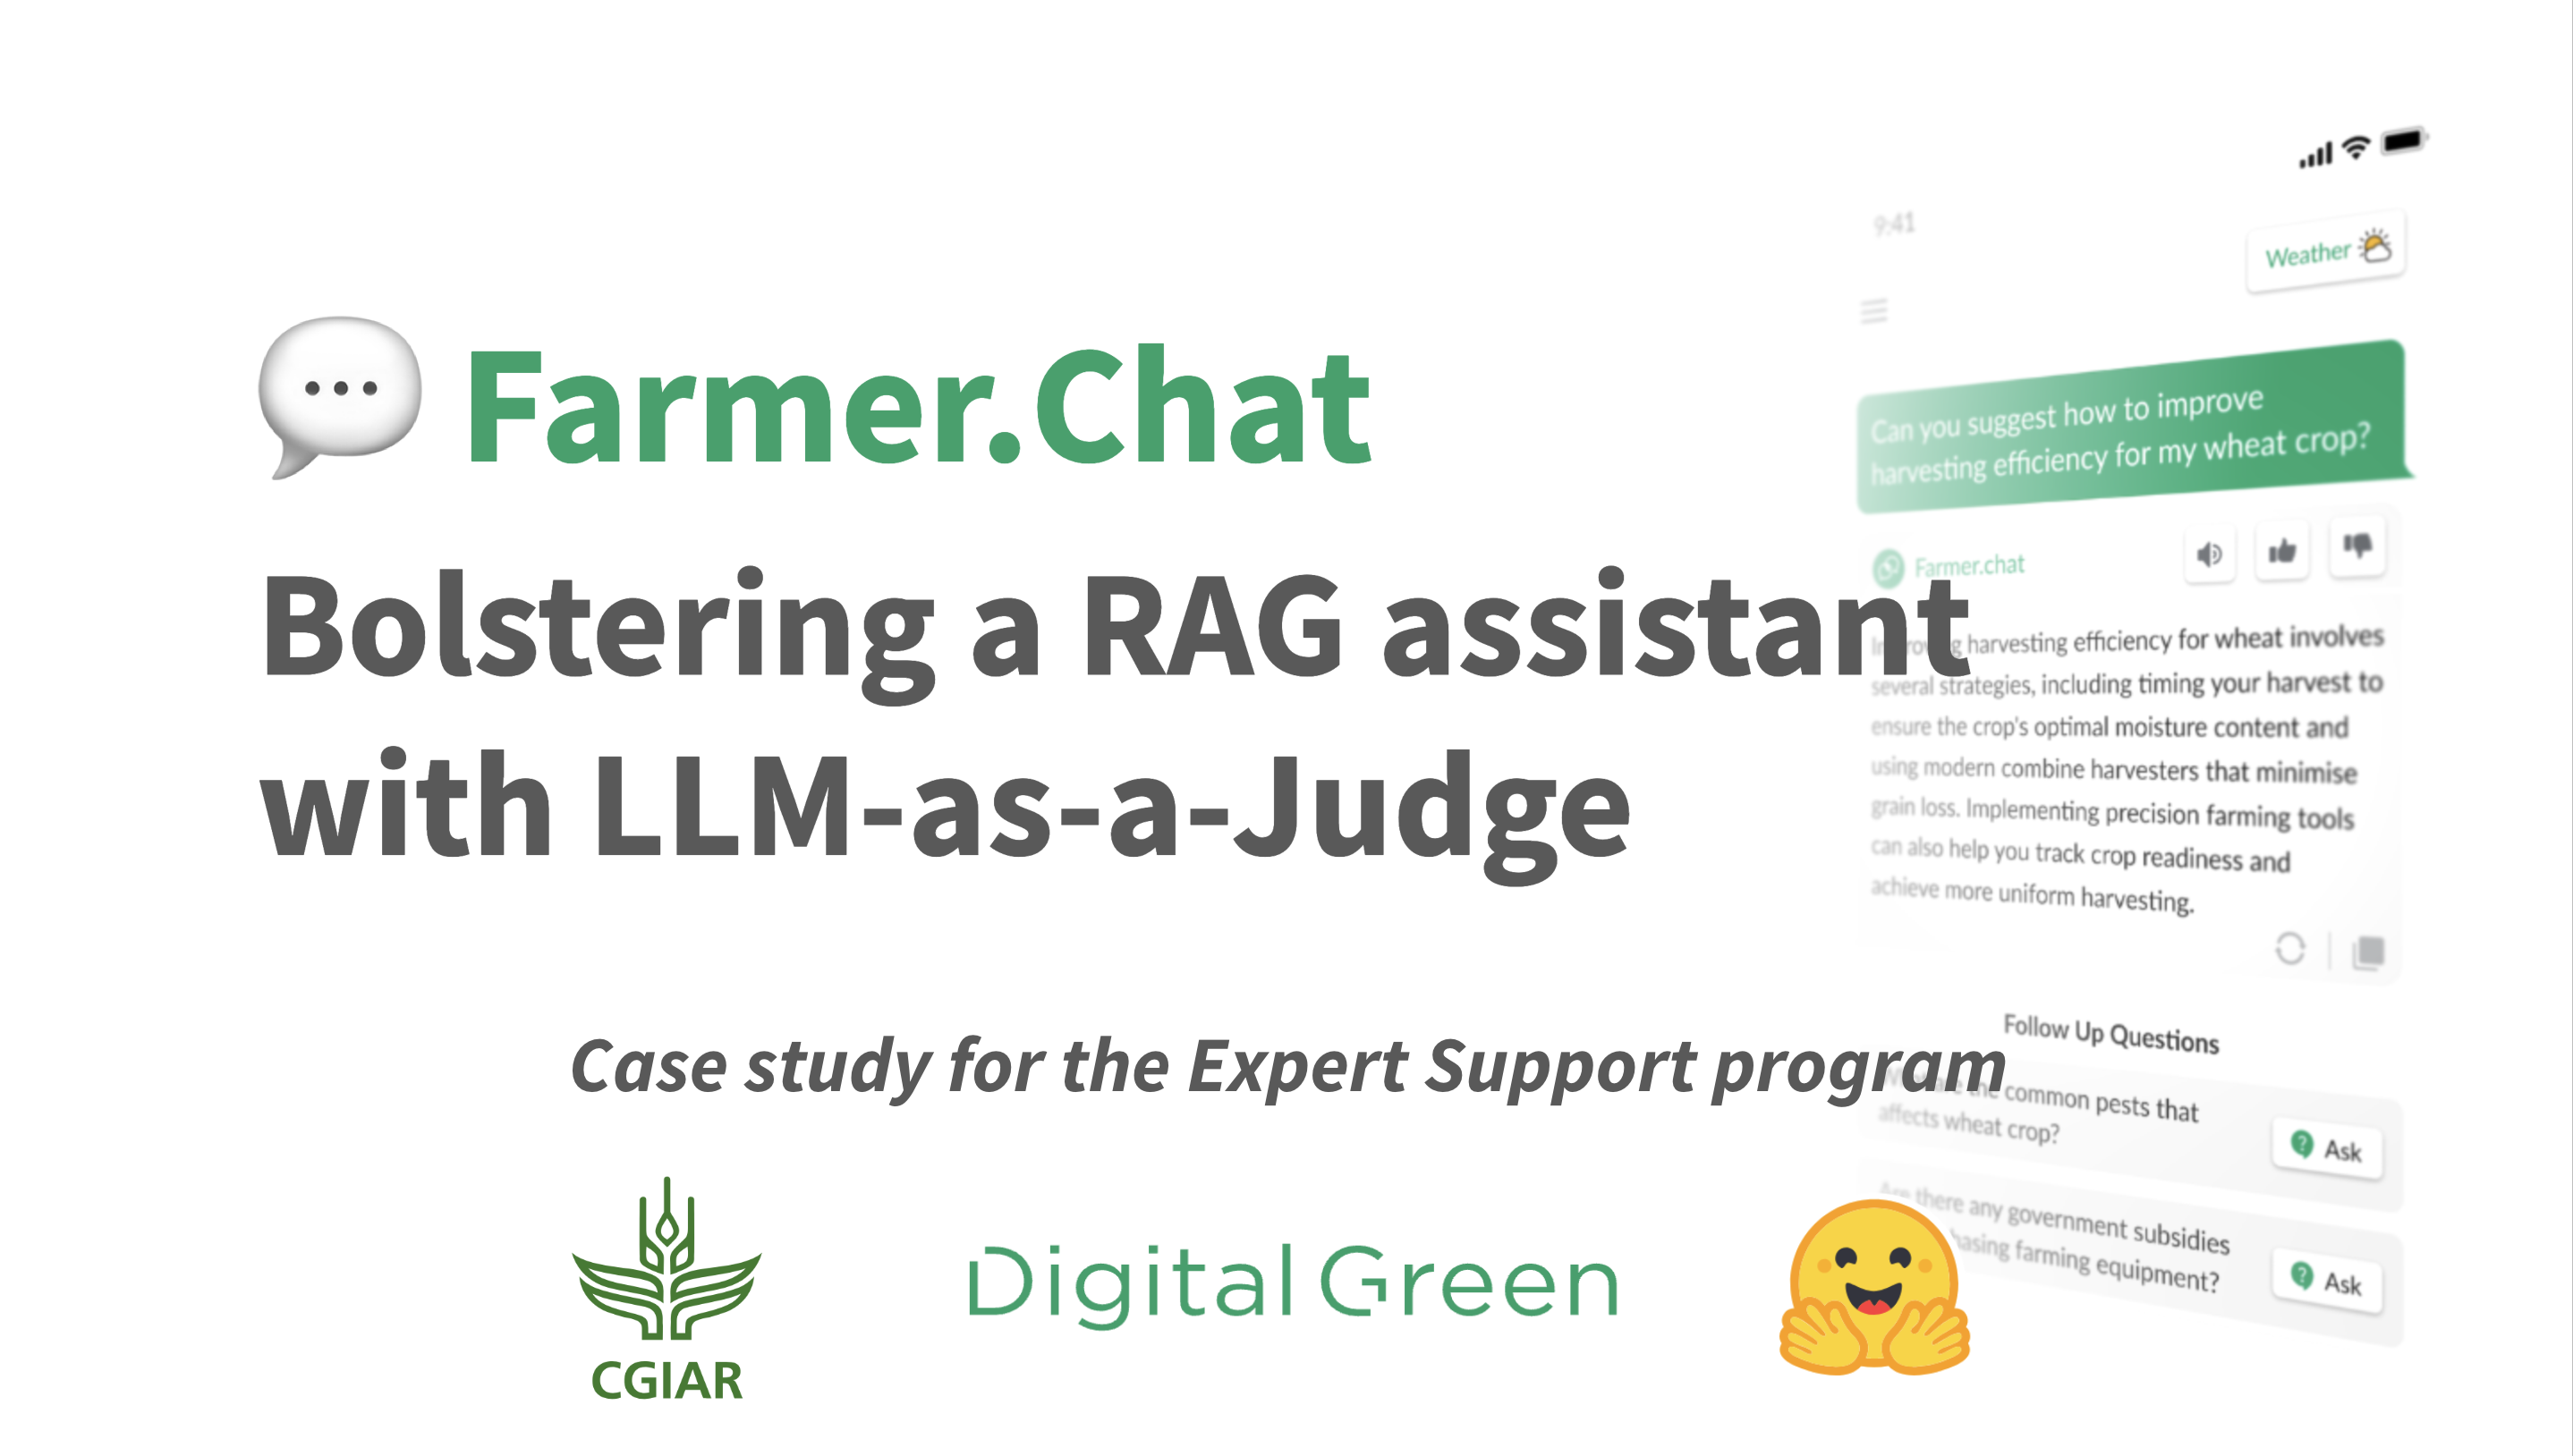 Farmer.Chat
Bolstering a RAG assistant
with LLM-as-a-Judge
Case study for the Expert Support program
CGIAR
Digital Green
9:41
Weather
Can you suggest how to improve
harvesting efficiency for my wheat crop?
Farmer.chat
harvesting efficiency for wheat involves
several strategies, including timing your harvest to
ensure the crop's optimal moisture content and
using modern combine harvesters that minimise
grain loss. Implementing precision farming tools
can also help you track crop readiness and
achieve more uniform harvesting.
Follow Up Questions
the common pests that
affects wheat crop?
Ask
Are there any government subsidies
farming equipment?
Ask